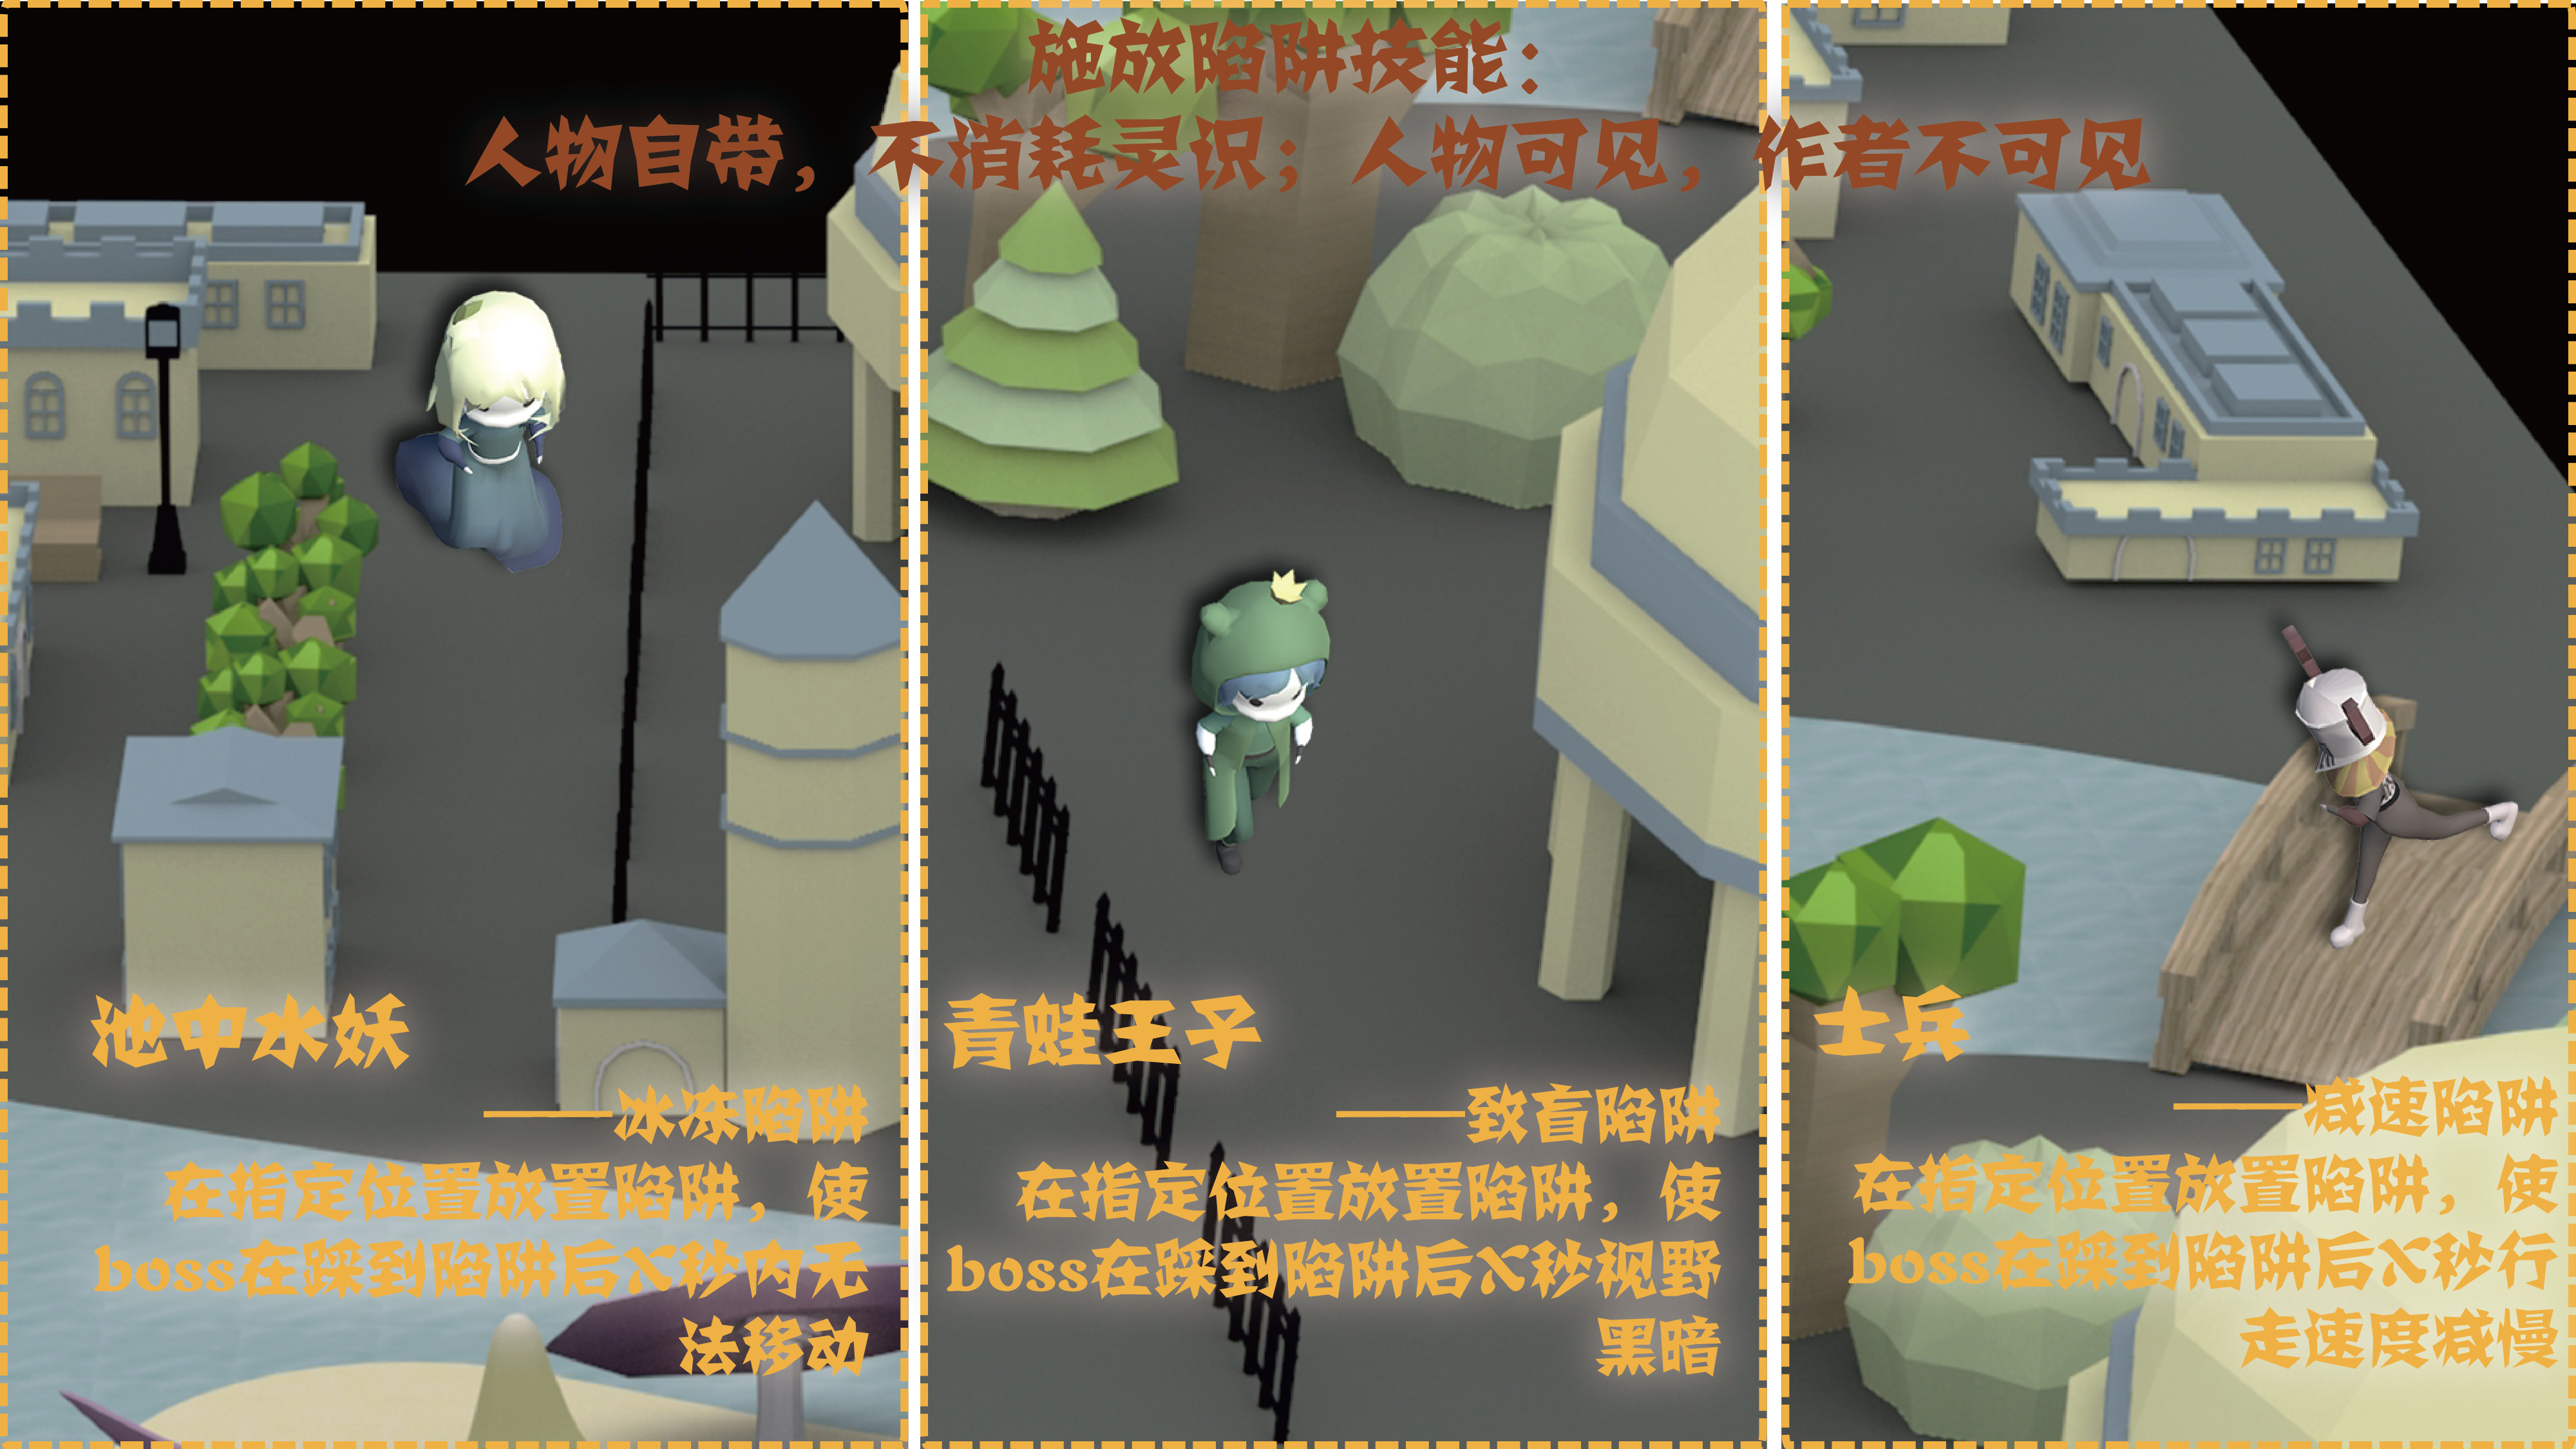 施放陷阱技能：
人物自带，不消耗灵识；人物可见，作者不可见
池中水妖
——冰冻陷阱
在指定位置放置陷阱，使
boss在踩到陷阱后X秒内无
法移动
青蛙王子
——致盲陷阱
在指定位置放置陷阱，使
boss在踩到陷阱后X秒视野
黑暗
士兵
——减速陷阱
在指定位置放置陷阱，使
boss在踩到陷阱后X秒行
走速度减慢